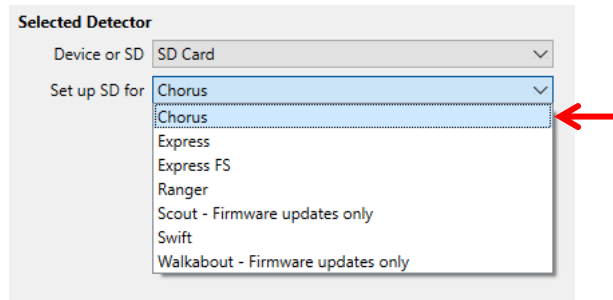 Selected Detector
Device or SD SD Card
Set up SD for Chorus
Chorus
Express
Express FS
Ranger
Scout - Firmware updates only
Swift
Walkabout - Firmware updates only